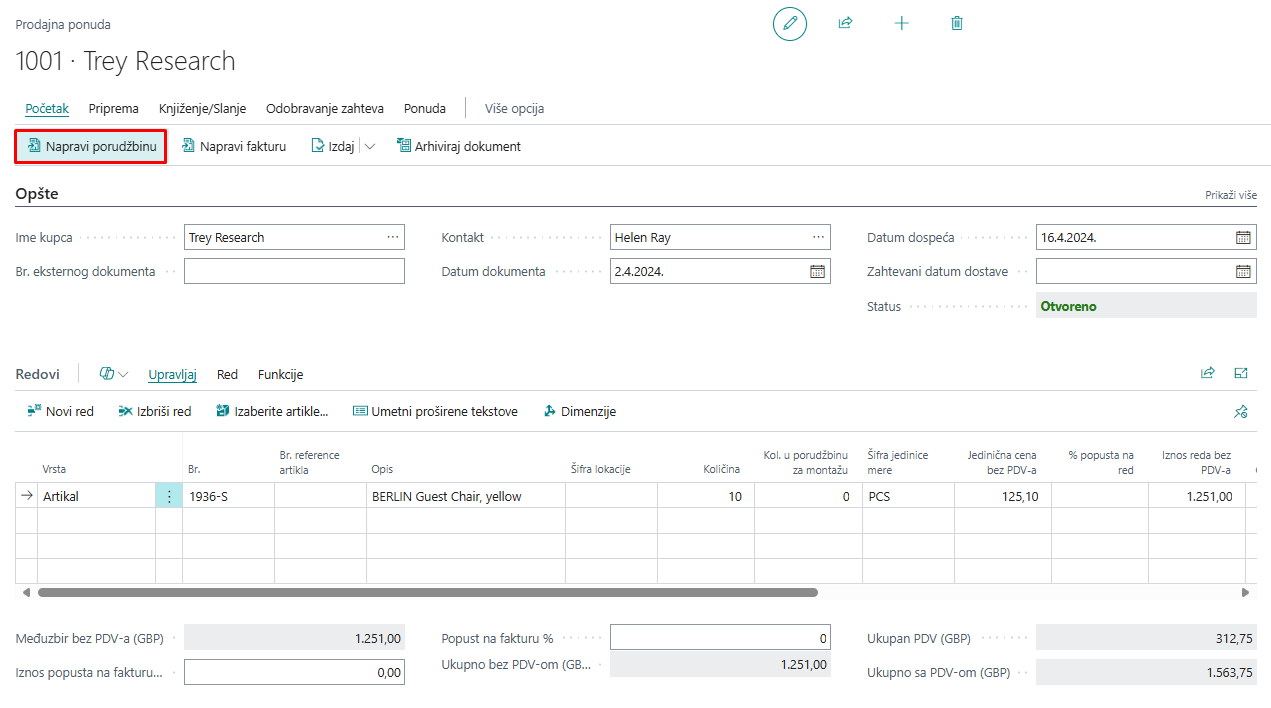 Prodajna ponuda
1001 · Trey Research
Početak Priprema Knjiženje/Slanje Odobravanje zahteva Ponuda Više opcija
Napravi porudžbinu Napravi fakturu Izdaj Arhiviraj dokument
Opšte Prikaži više
Ime kupca Trey Research Kontakt Helen Ray Datum dospeća 16.4.2024.
Br. eksternog dokumenta Datum dokumenta 2.4.2024. Zahtevani datum dostave
Status Otvoreno
Redovi Upravljaj Red Funkcije
Novi red Izbriši red Izaberite artikle... Umetni proširene tekstove Dimenzije
Br. reference Kol. u porudžbinu Šifra jedinice Jedinična cena % popusta na Iznos reda bez
Vrsta Br. artikla Opis Šifra lokacije Količina za montažu mere bez PDV-a red PDV-a
Artikal 1936-S BERLIN Guest Chair, yellow 10 0 PCS 125,10 1.251,00
Međuzbir bez PDV-a (GBP) 1.251,00 Popust na fakturu % 0 Ukupan PDV (GBP) 312,75
Iznos popusta na fakturu... 0,00 Ukupno bez PDV-om (GB... 1.251,00 Ukupno sa PDV-om (GBP) 1.563,75